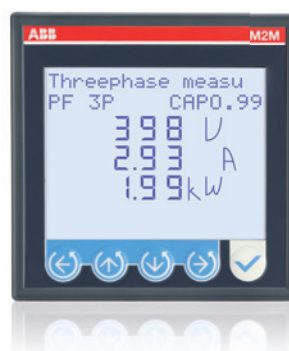 ABB M2M
Threephase measu
PF 3P CAP0.99
398 V
2.93 A
1.99kW